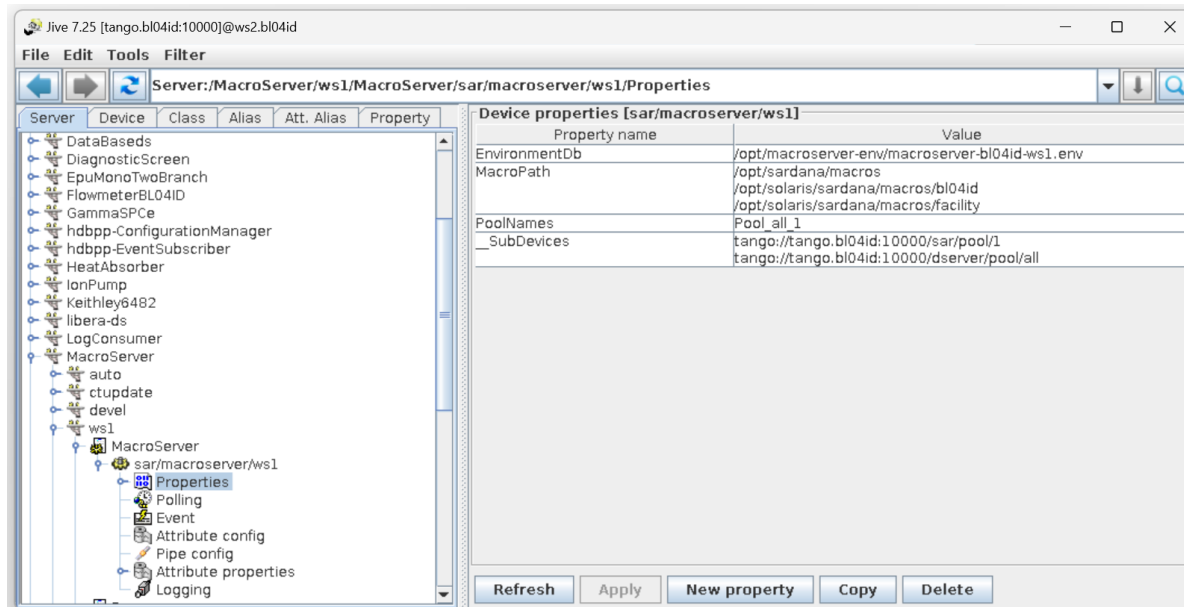 Jive 7.25 [tango.bl04id:10000]@ws2.bl04id
File Edit Tools Filter
Server:/MacroServer/ws1/MacroServer/sar/macroserver/ws1/Properties
Server Device Class Alias Att. Alias Property
DataBaseds
DiagnosticScreen
EpuMonoTwoBranch
FlowmeterBL04ID
GammaSPCe
hdbpp-ConfigurationManager
hdbpp-EventSubscriber
HeatAbsorber
IonPump
Keithley6482
libera-ds
LogConsumer
MacroServer
auto
ctupdate
devel
ws1
MacroServer
sar/macroserver/ws1
Properties
Polling
Event
Attribute config
Pipe config
Attribute properties
Logging
Device properties [sar/macroserver/ws1]
Property name Value
EnvironmentDb /opt/macroserver-env/macroserver-bl04id-ws1.env
MacroPath /opt/sardana/macros
/opt/solaris/sardana/macros/bl04id
/opt/solaris/sardana/macros/facility
PoolNames Pool_all_1
__SubDevices tango://tango.bl04id:10000/sar/pool/1
tango://tango.bl04id:10000/dserver/pool/all
Refresh Apply New property Copy Delete